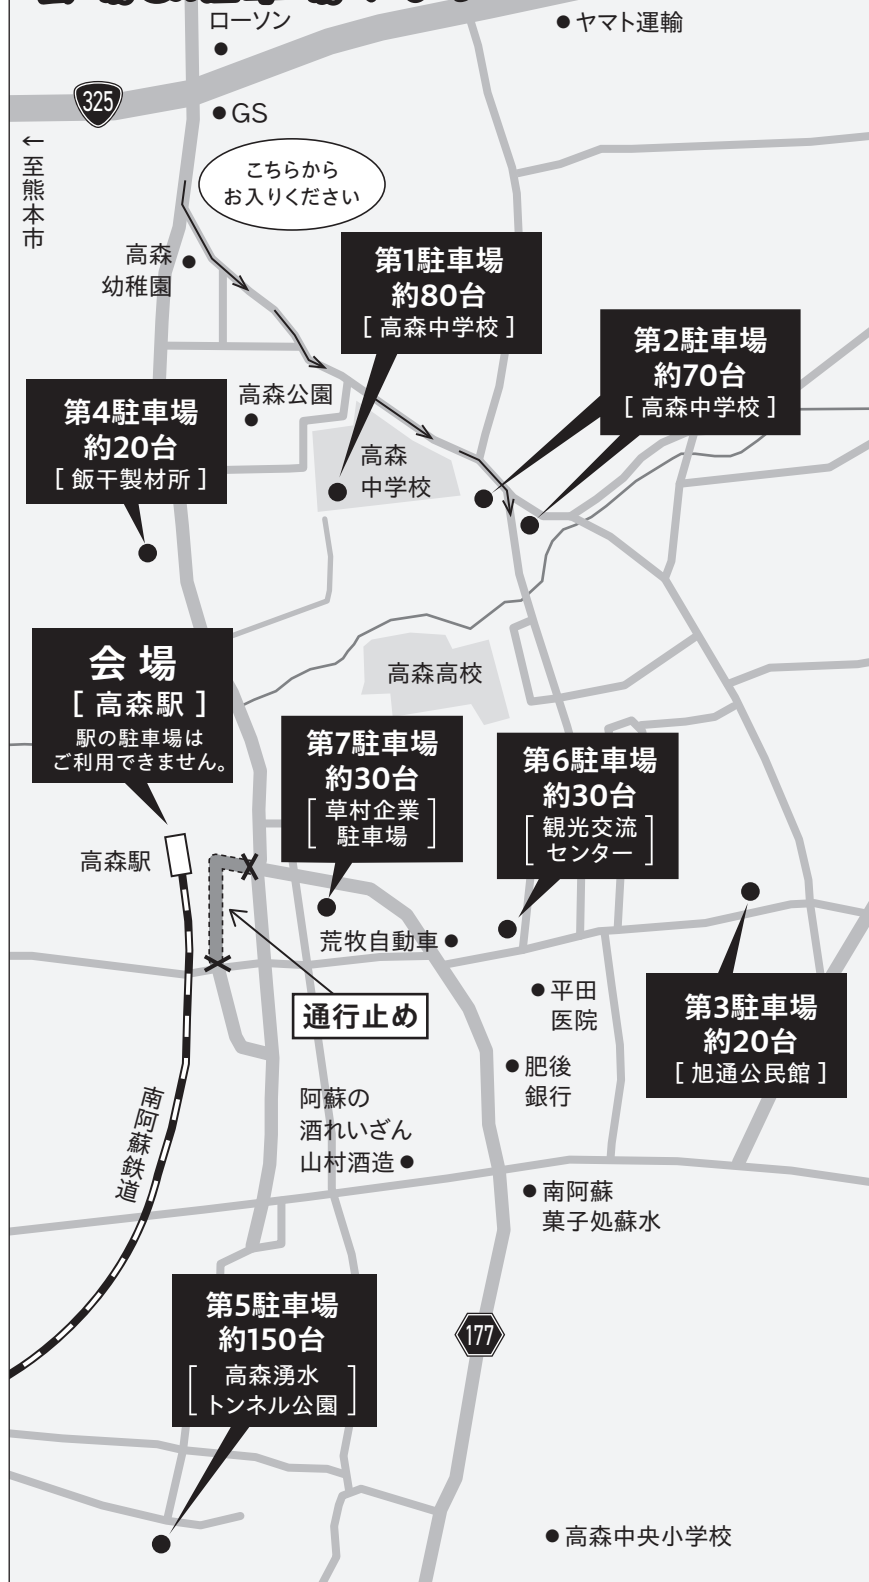 ローソン
ヤマト運輸
325
GS
←至熊本市
こちらから
お入りください
高森
幼稚園
第1駐車場
約80台
[ 高森中学校 ]
第2駐車場
約70台
[ 高森中学校 ]
高森公園
第4駐車場
約20台
[ 飯干製材所 ]
高森
中学校
会場
[ 高森駅 ]
駅の駐車場は
ご利用できません。
高森高校
第7駐車場
約30台
[ 草村企業
駐車場 ]
第6駐車場
約30台
[ 観光交流
センター ]
高森駅
荒牧自動車
通行止め
平田
医院
第3駐車場
約20台
[ 旭通公民館 ]
肥後
銀行
南阿蘇鉄道
阿蘇の
酒れいざん
山村酒造
南阿蘇
菓子処蘇水
第5駐車場
約150台
[ 高森湧水
トンネル公園 ]
177
高森中央小学校